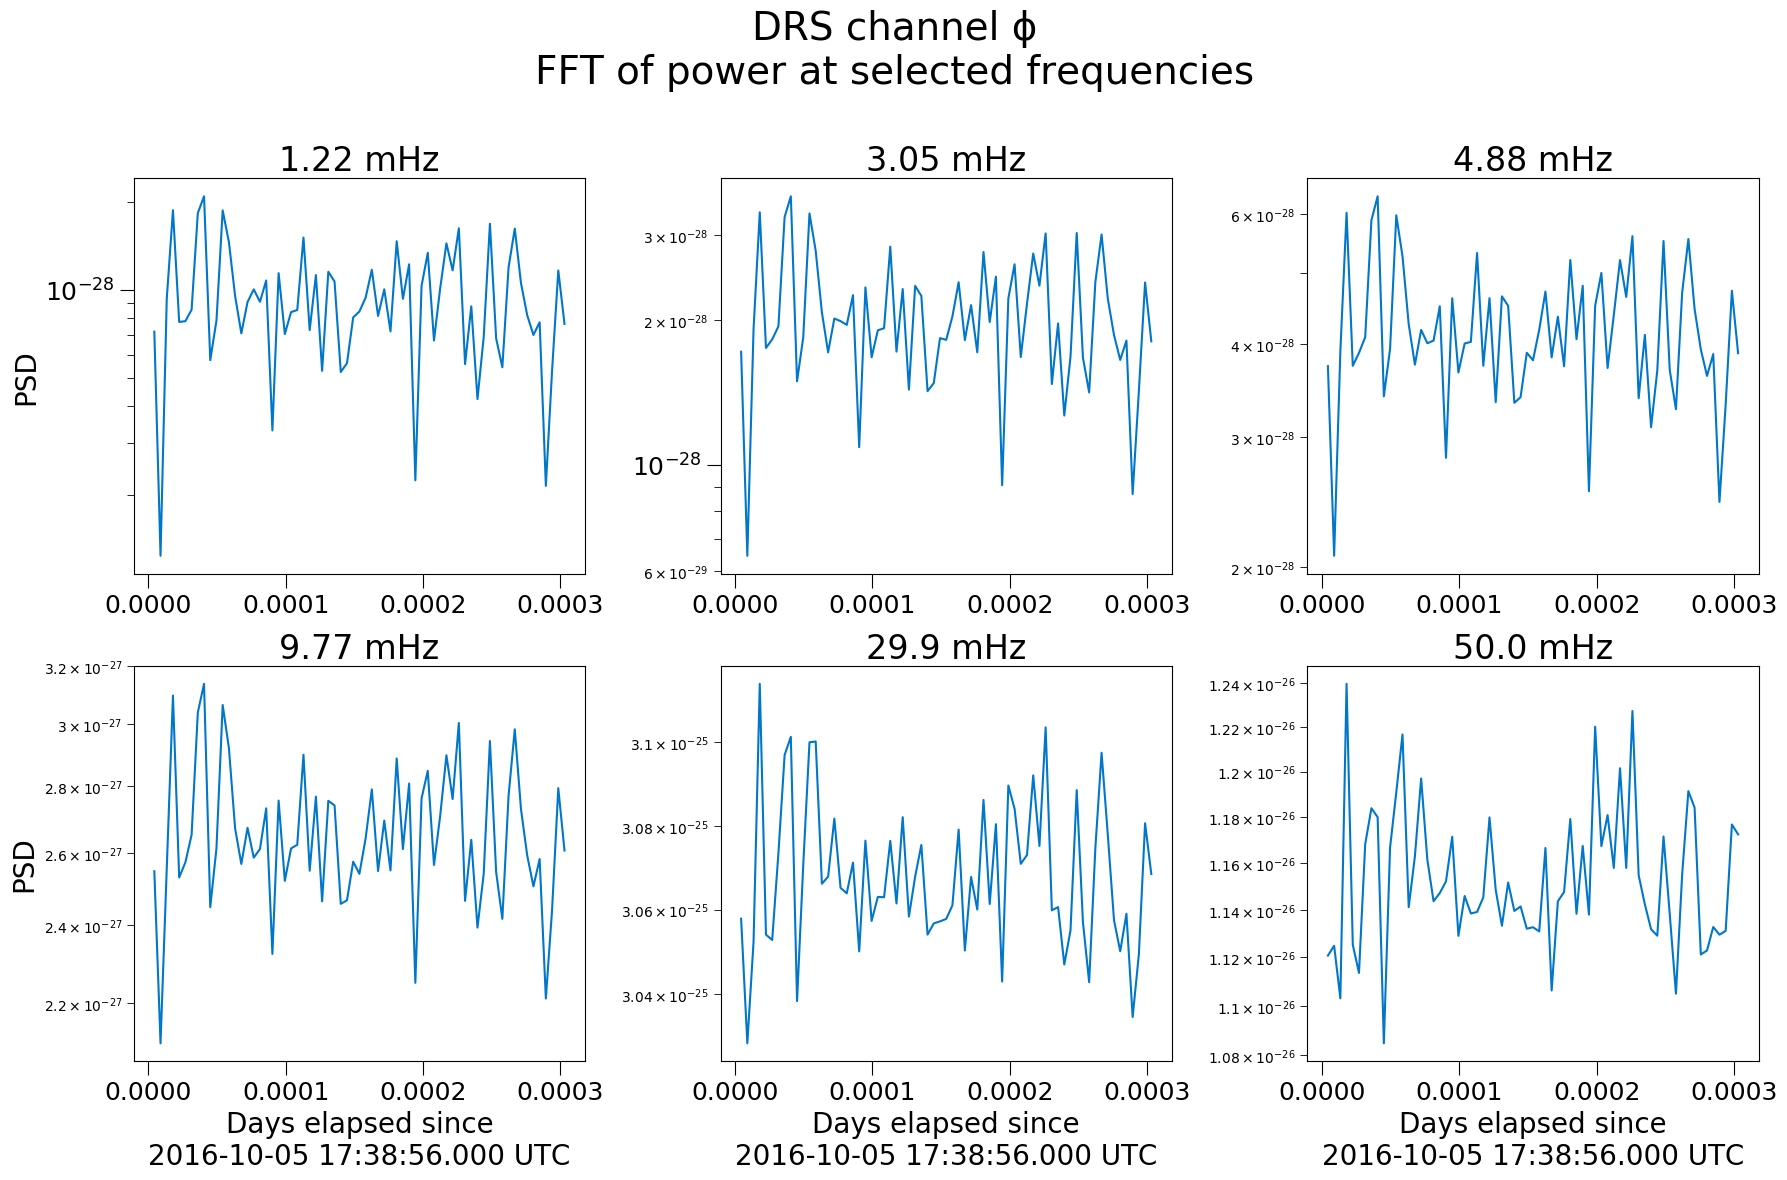 DRS channel ϕ
FFT of power at selected frequencies
1.22 mHz
3.05 mHz
4.88 mHz
PSD
10⁻²⁸
0.0000 0.0001 0.0002 0.0003
3×10⁻²⁸
2×10⁻²⁸
10⁻²⁸
6×10⁻²⁹
0.0000 0.0001 0.0002 0.0003
6×10⁻²⁸
4×10⁻²⁸
3×10⁻²⁸
2×10⁻²⁸
0.0000 0.0001 0.0002 0.0003
9.77 mHz
29.9 mHz
50.0 mHz
PSD
3.2×10⁻²⁷
3×10⁻²⁷
2.8×10⁻²⁷
2.6×10⁻²⁷
2.4×10⁻²⁷
2.2×10⁻²⁷
0.0000 0.0001 0.0002 0.0003
Days elapsed since
2016-10-05 17:38:56.000 UTC
3.1×10⁻²⁵
3.08×10⁻²⁵
3.06×10⁻²⁵
3.04×10⁻²⁵
0.0000 0.0001 0.0002 0.0003
Days elapsed since
2016-10-05 17:38:56.000 UTC
1.24×10⁻²⁶
1.22×10⁻²⁶
1.2×10⁻²⁶
1.18×10⁻²⁶
1.16×10⁻²⁶
1.14×10⁻²⁶
1.12×10⁻²⁶
1.1×10⁻²⁶
1.08×10⁻²⁶
0.0000 0.0001 0.0002 0.0003
Days elapsed since
2016-10-05 17:38:56.000 UTC